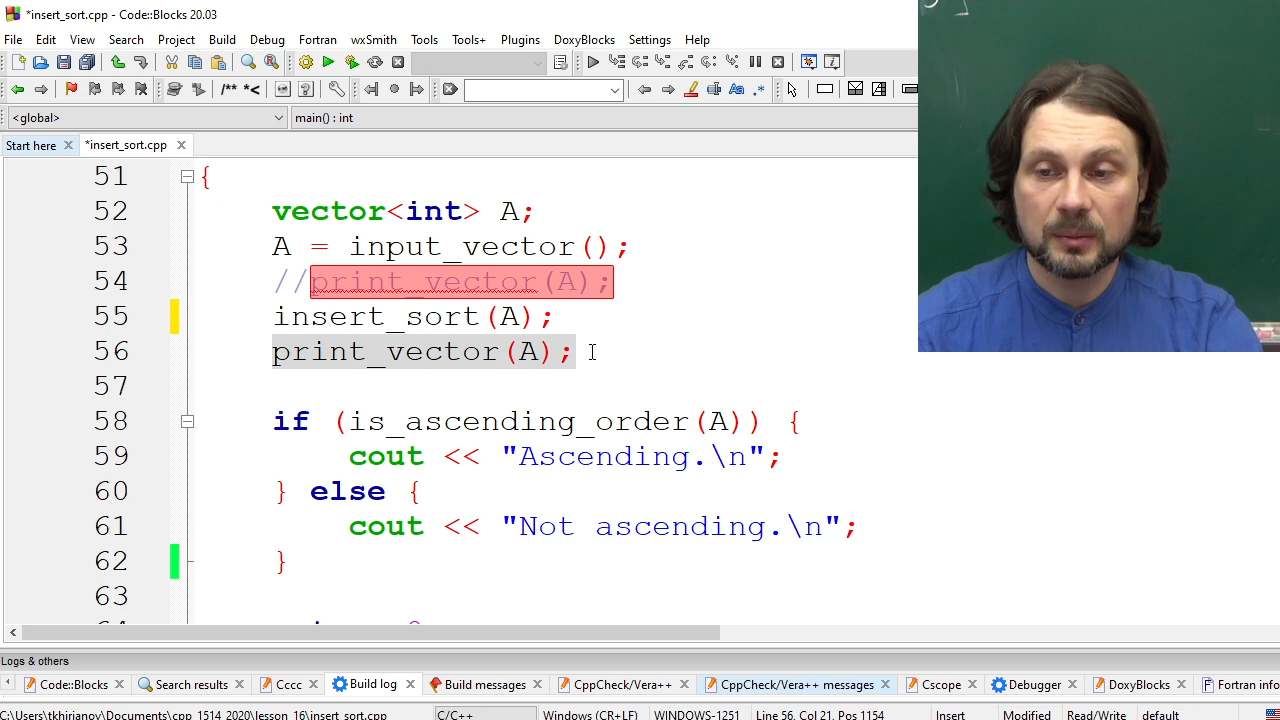 *insert_sort.cpp - Code::Blocks 20.03
File Edit View Search Project Build Debug Fortran wxSmith Tools Tools+ Plugins DoxyBlocks Settings Help
/** *<
<global> main() : int
Start here *insert_sort.cpp
51 {
52 vector<int> A;
53 A = input_vector();
54 //print_vector(A);
55 insert_sort(A);
56 print_vector(A);
57
58 if (is_ascending_order(A)) {
59 cout << "Ascending.\n";
60 } else {
61 cout << "Not ascending.\n";
62 }
63
Logs & others
Code::Blocks Search results Cccc Build log Build messages CppCheck/Vera++ CppCheck/Vera++ messages Cscope Debugger DoxyBlocks Fortran info
C:\Users\tkhirianov\Documents\cpp_1514_2020\lesson_18\insert_sort.cpp C/C++ Windows (CR+LF) WINDOWS-1251 Line 56, Col 21, Pos 1154 Insert Modified Read/Write default